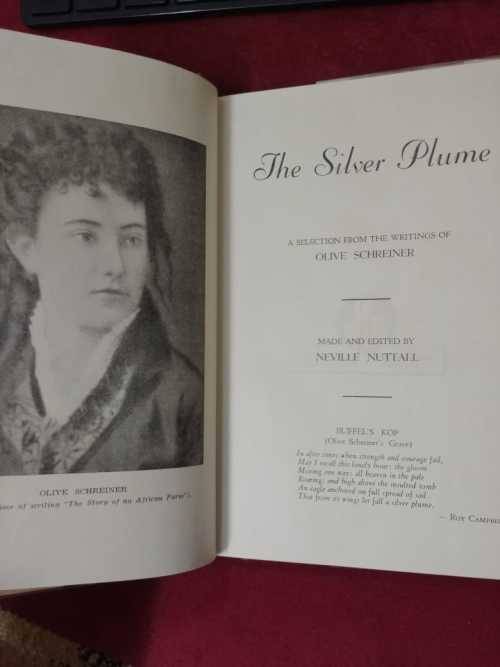 OLIVE SCHREINER
of writing "The Story of an African Farm").
The Silver Plume
A SELECTION FROM THE WRITINGS OF
OLIVE SCHREINER
MADE AND EDITED BY
NEVILLE NUTTALL
BUFFEL'S KOP
(Olive Schreiner's Grave)
In after times when strength and courage fail,
May I recall this lonely hour: the gloom
Moving one way: all heaven in the pale
Roaring: and high above the insulted tomb
An eagle anchored on full spread of sail
That from its wings let fall a silver plume.
— ROY